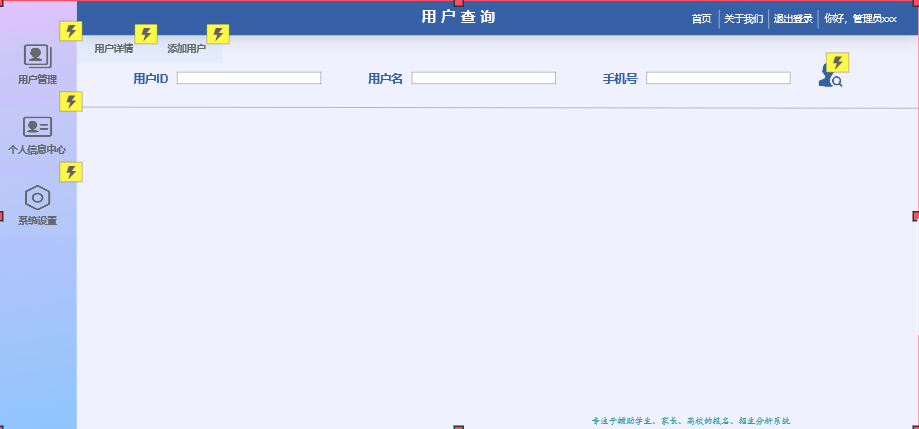 用户查询
首页 关于我们 退出登录 你好，管理员xxx
用户详情 添加用户
用户ID 用户名 手机号
用户管理
个人信息中心
系统设置
专注于辅助学生、家长、高校的报名、招生分析系统